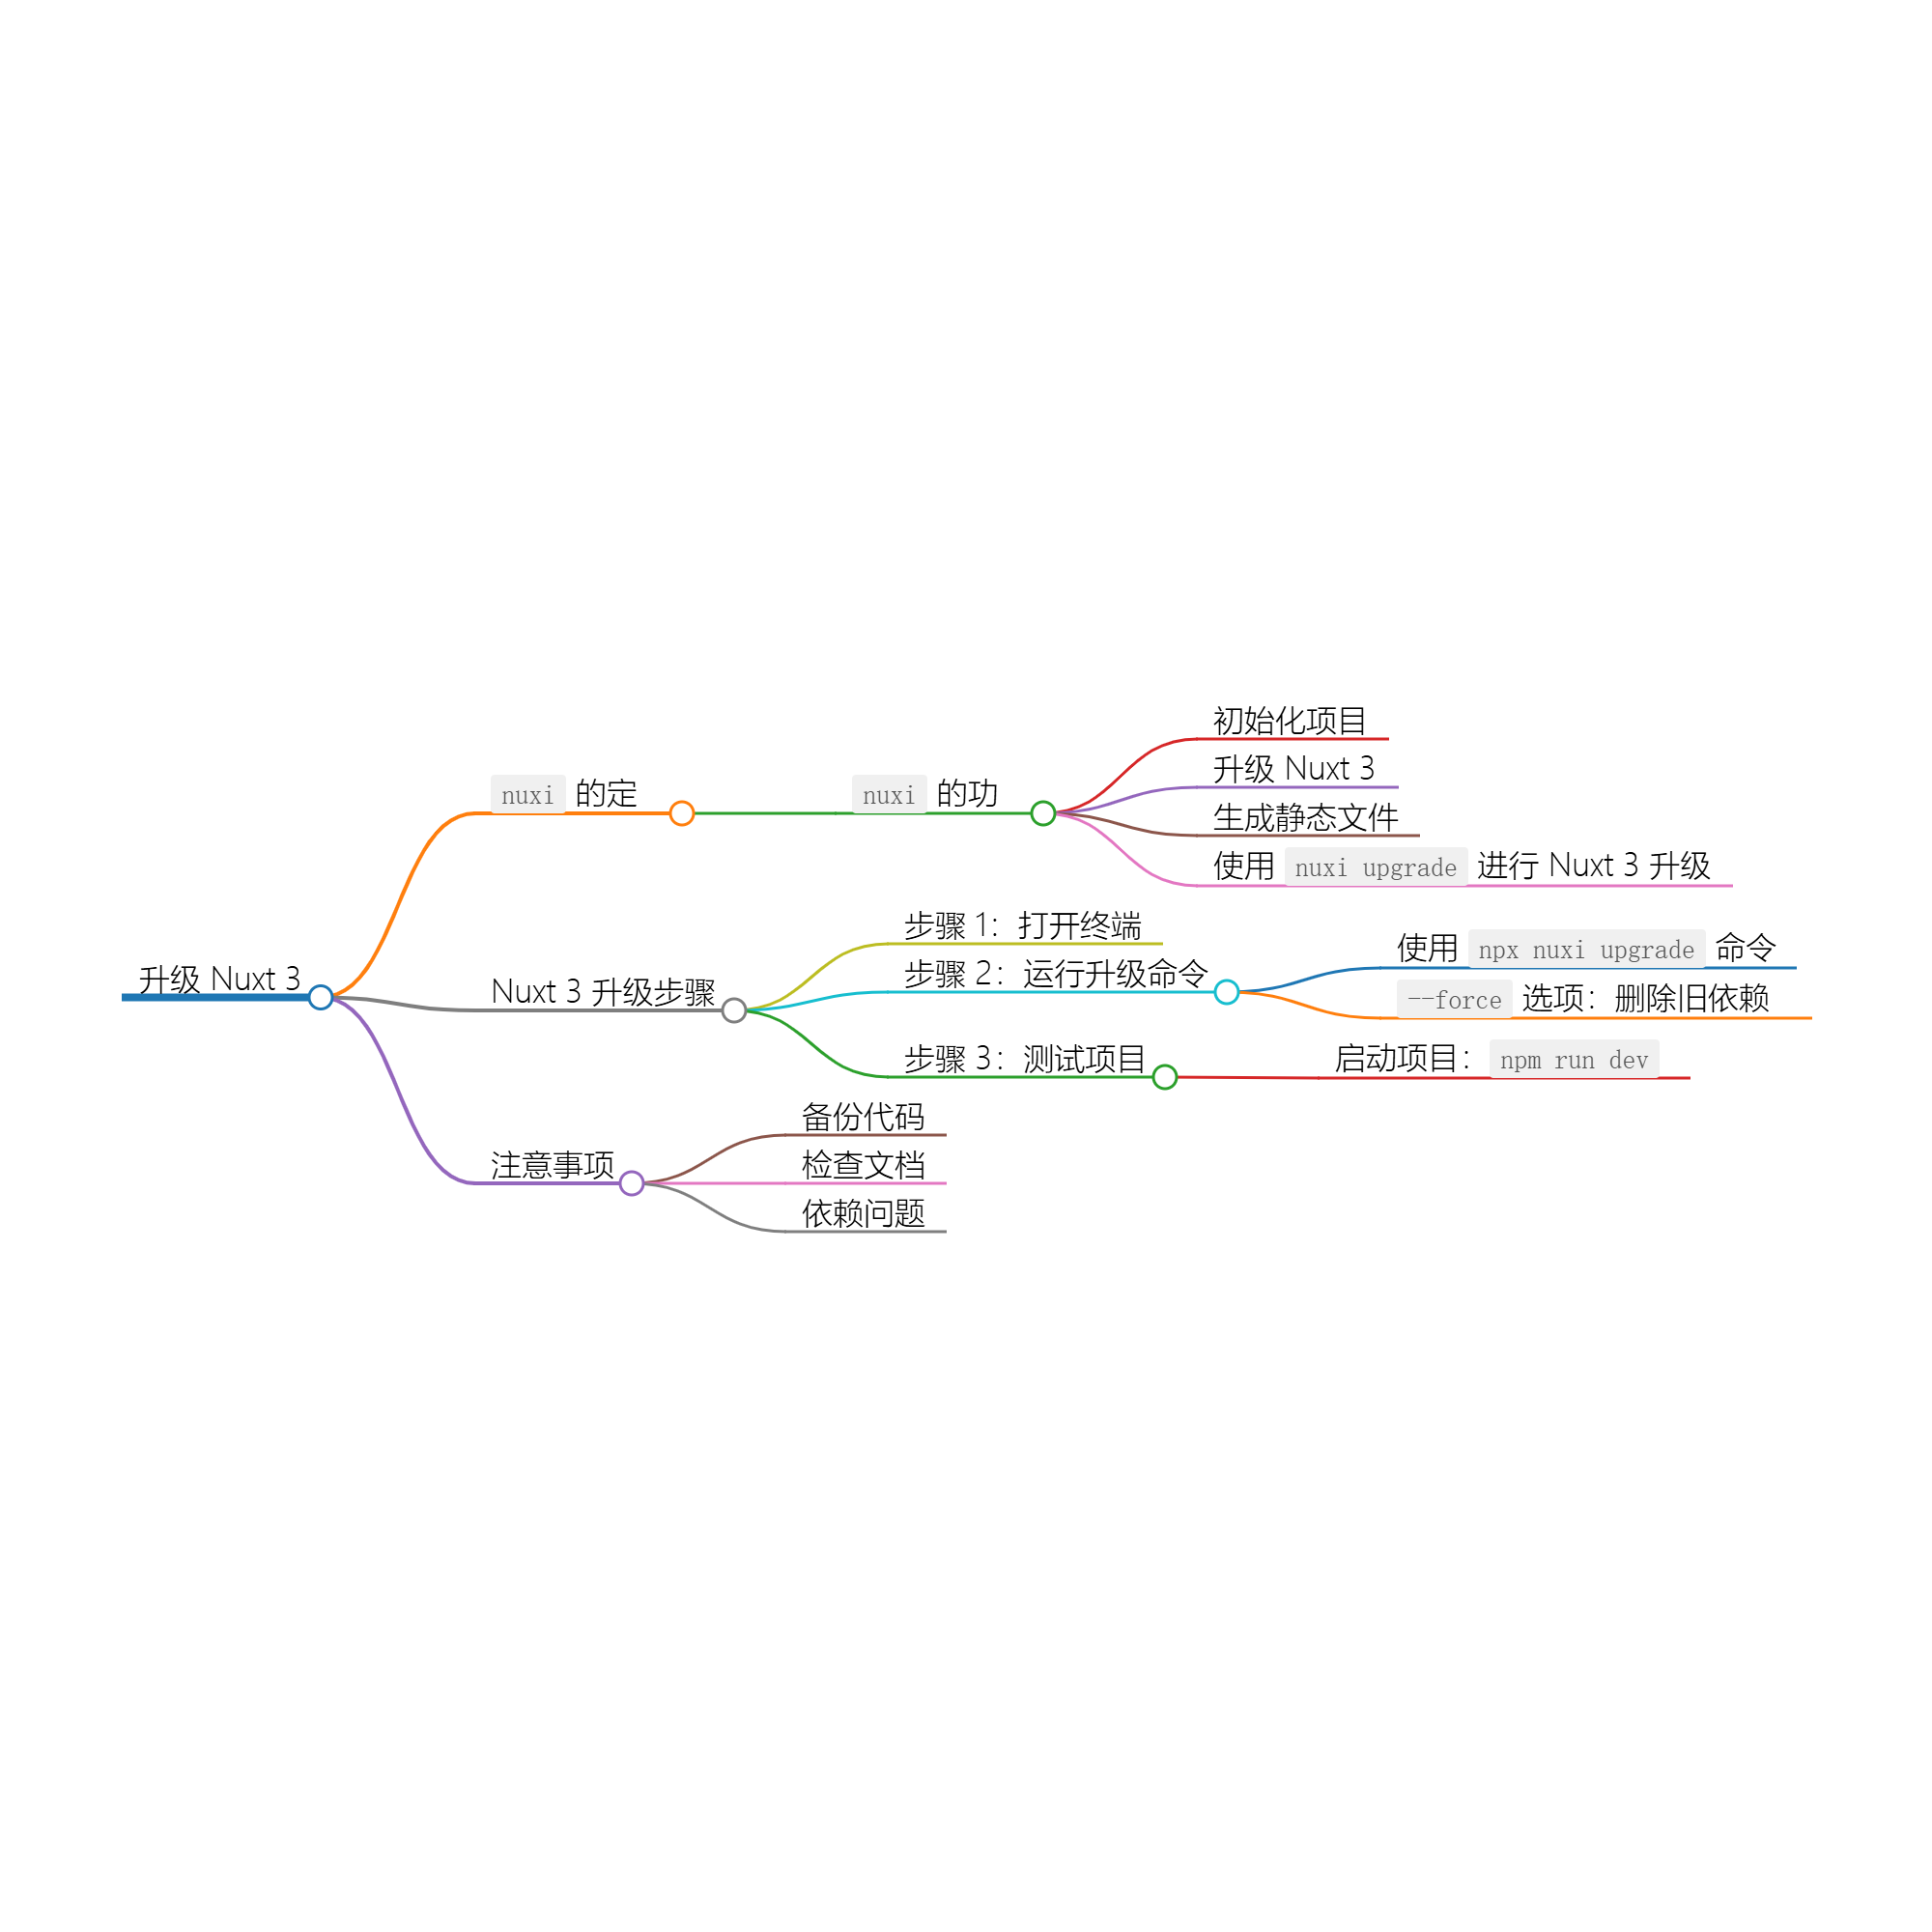 升级 Nuxt 3
nuxi 的定
nuxi 的功
初始化项目
升级 Nuxt 3
生成静态文件
使用 nuxi upgrade 进行 Nuxt 3 升级
Nuxt 3 升级步骤
步骤 1：打开终端
步骤 2：运行升级命令
使用 npx nuxi upgrade 命令
--force 选项：删除旧依赖
步骤 3：测试项目
启动项目：npm run dev
注意事项
备份代码
检查文档
依赖问题